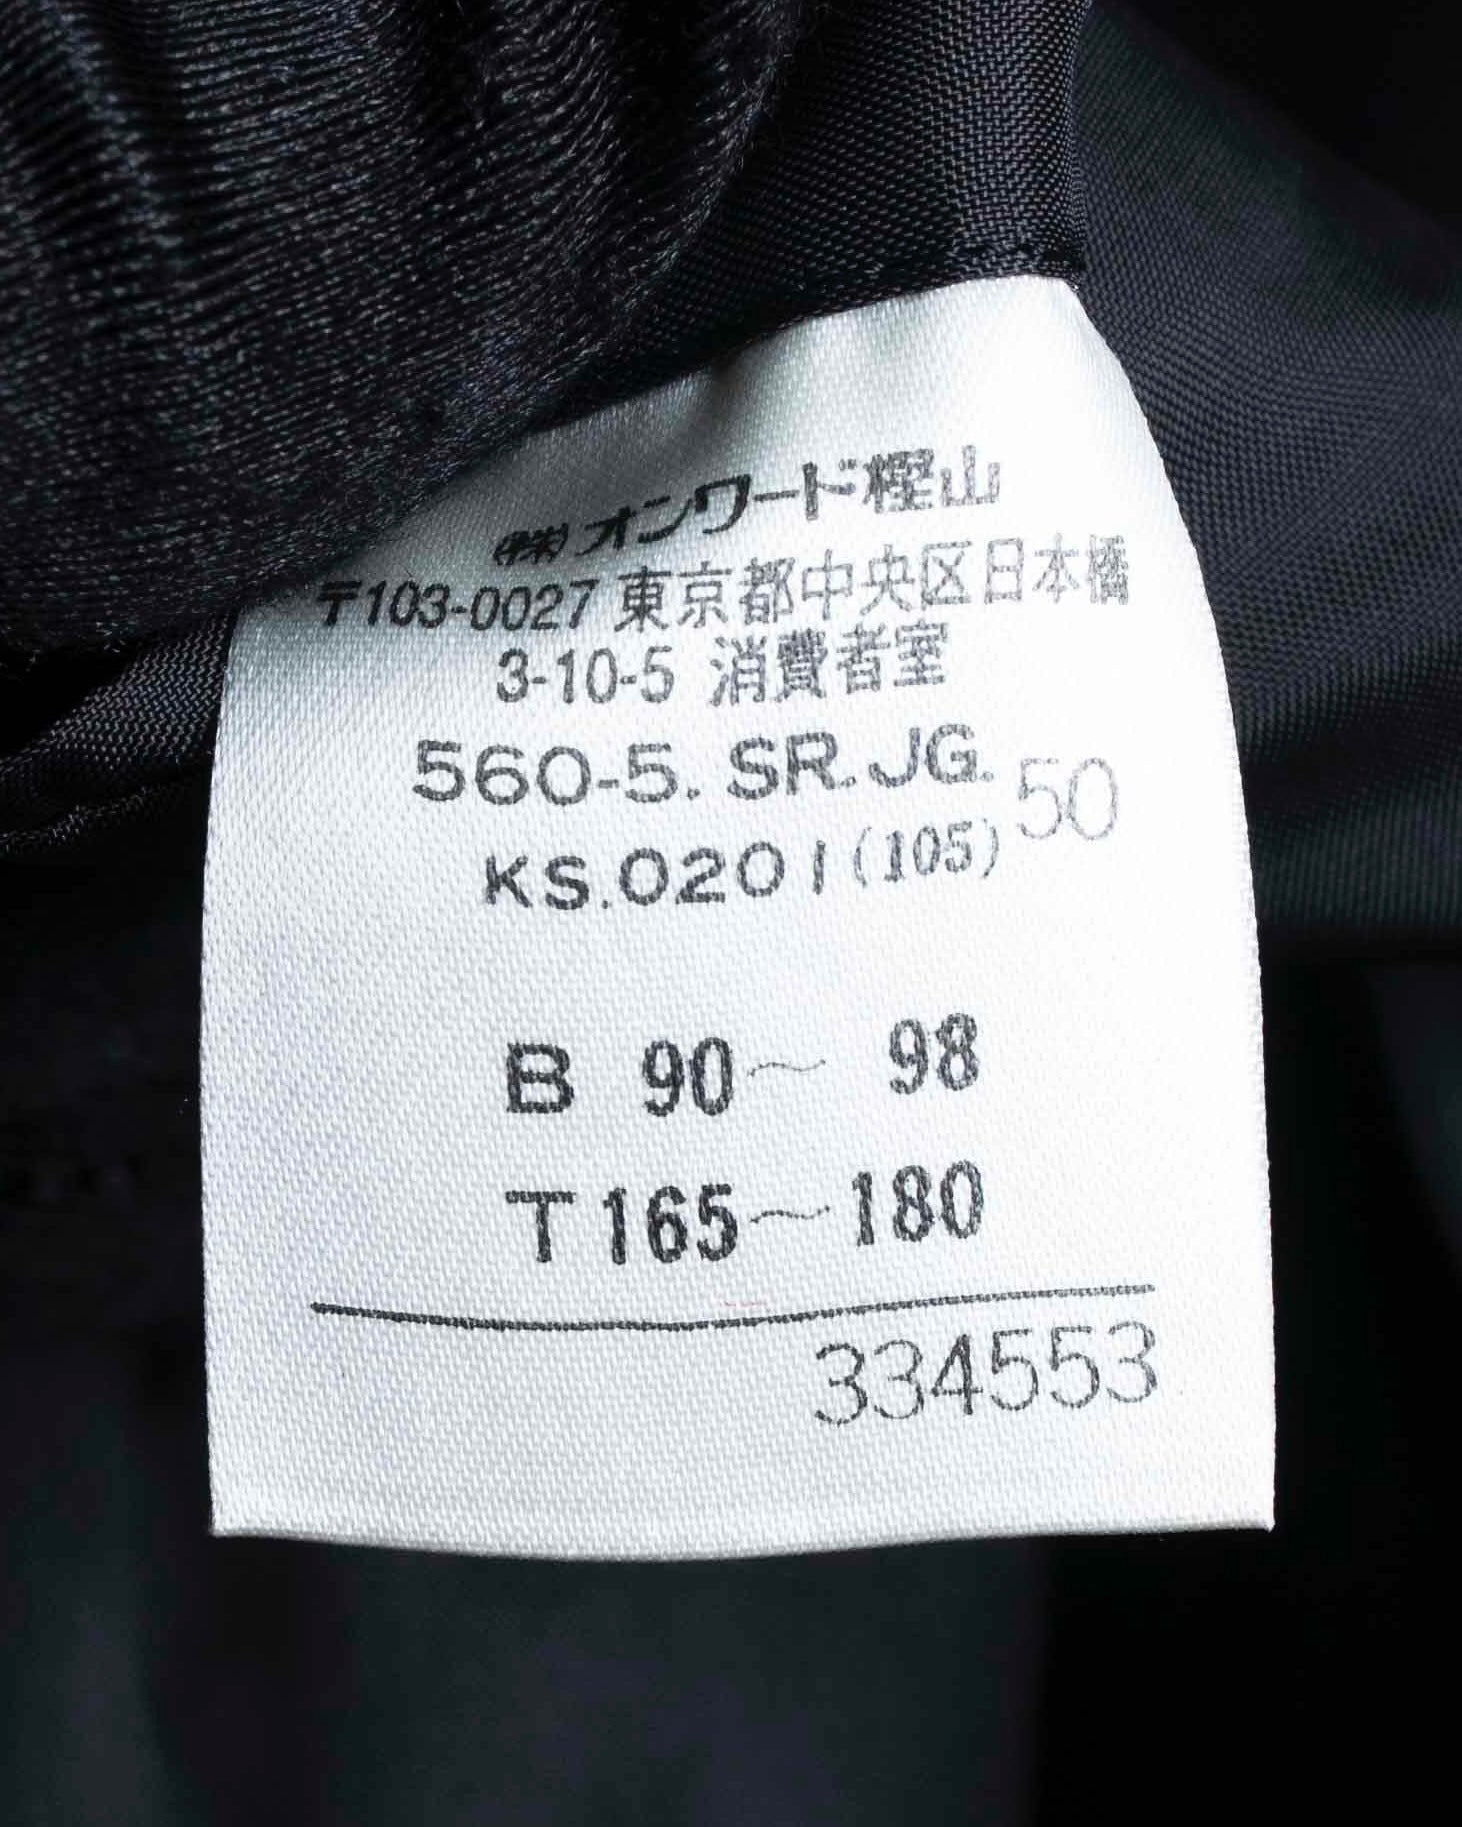 (株)オンワード樫山
〒103-0027 東京都中央区日本橋
3-10-5 消費者室
560-5. SR. JG. 50
KS.0201(105)
B 90～ 98
T 165～180
334553